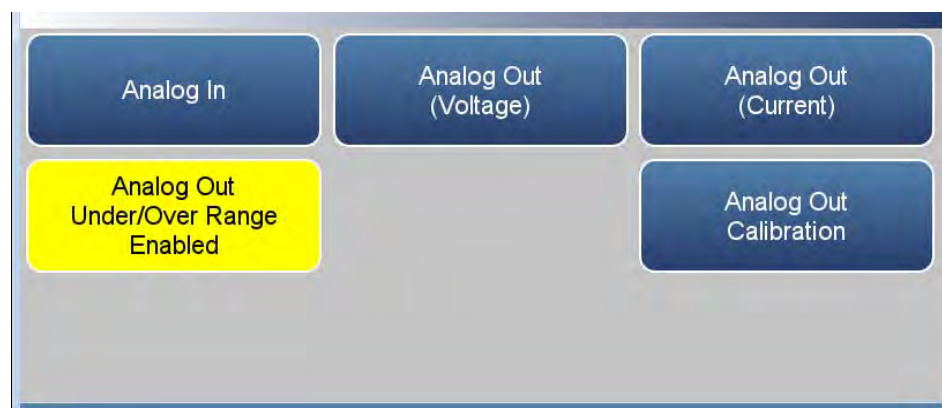 Analog In
Analog Out
(Voltage)
Analog Out
(Current)
Analog Out
Under/Over Range
Enabled
Analog Out
Calibration